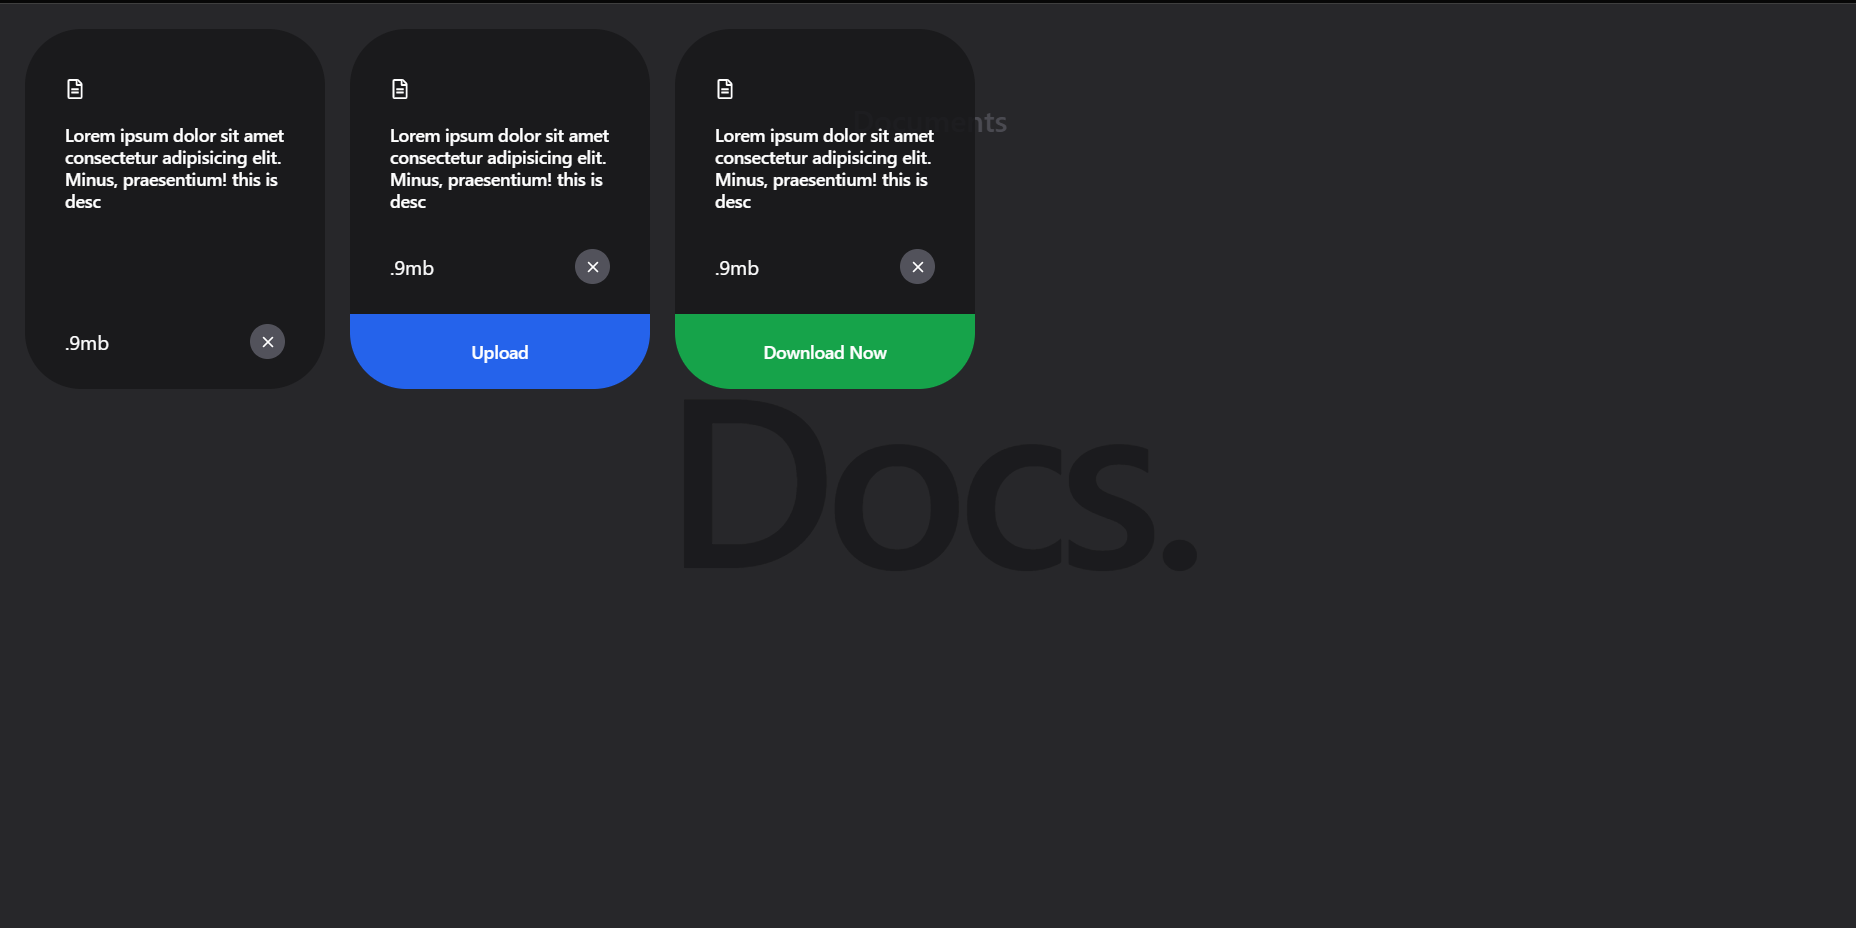 Documents
Lorem ipsum dolor sit amet
consectetur adipisicing elit.
Minus, praesentium! this is
desc
.9mb
Lorem ipsum dolor sit amet
consectetur adipisicing elit.
Minus, praesentium! this is
desc
.9mb
Upload
Lorem ipsum dolor sit amet
consectetur adipisicing elit.
Minus, praesentium! this is
desc
.9mb
Download Now
Docs.